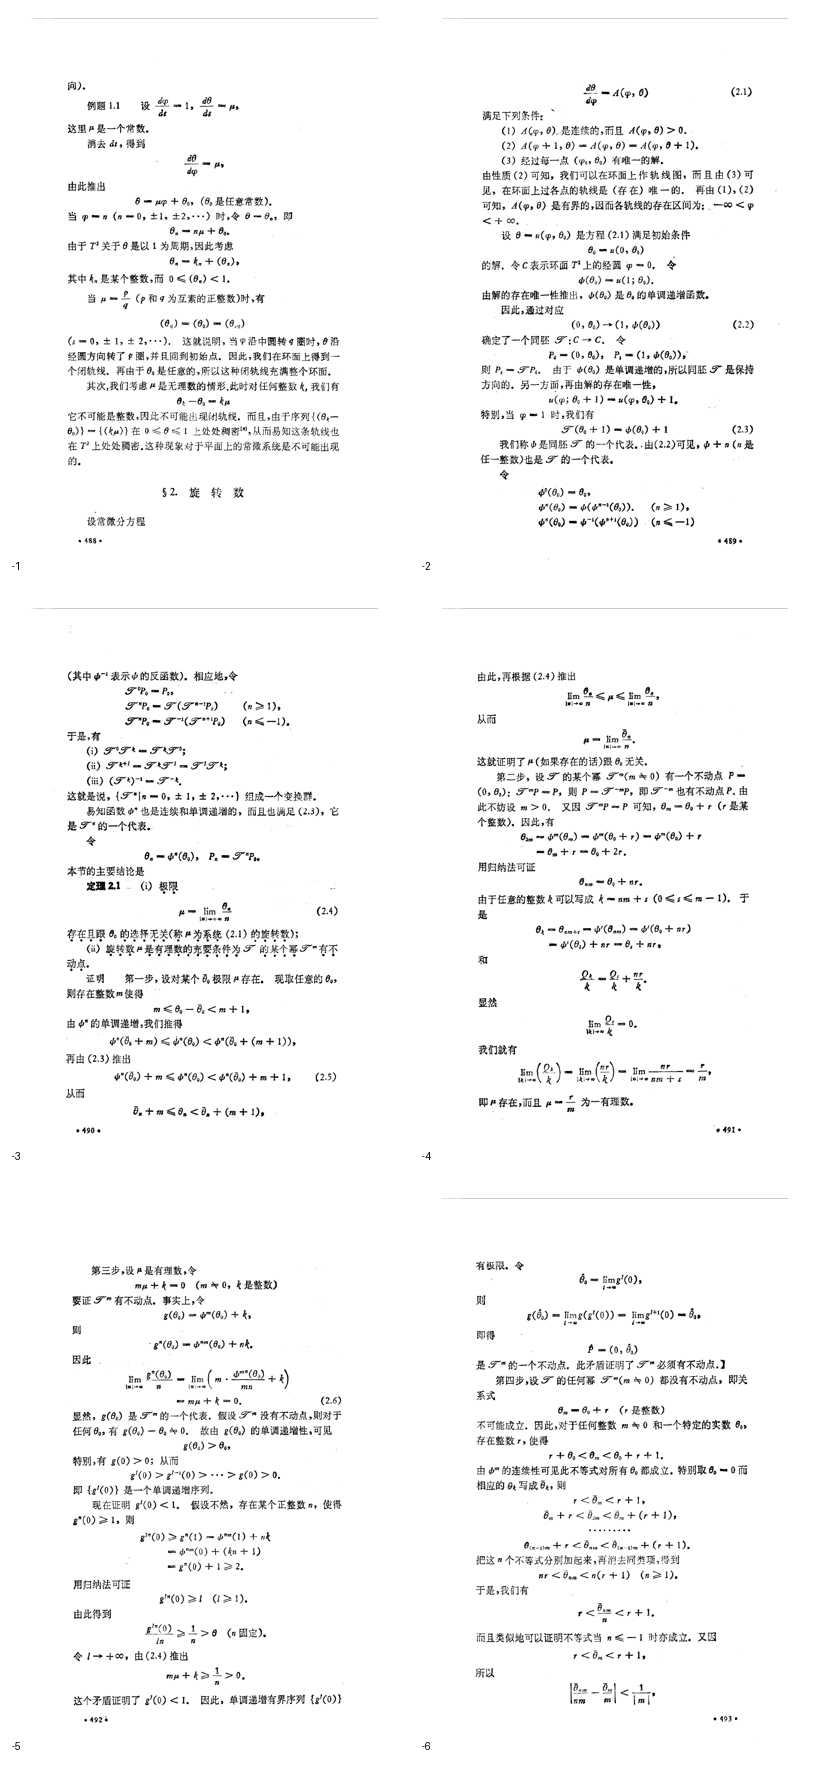 向).
例题 1.1 设 dφ/dt = 1, dθ/dt = μ,
这里 μ 是一个常数.
消去 dt, 得到
dθ/dφ = μ,
由此推出
θ = μφ + θ₀, (θ₀ 是任意常数).
当 φ = n (n = 0, ±1, ±2, ···) 时,令 θ = θₙ, 即
θₙ = nμ + θ₀.
由于 T² 关于 θ 是以 1 为周期,因此考虑
θₙ = kₙ + (θₙ),
其中 kₙ 是某个整数,而 0 ≤ (θₙ) < 1.
当 μ = p/q (p 和 q 为互素的正整数)时,有
(s = 0, ±1, ±2, ···). 这就说明,当 φ 沿中圆转 q 圈时, θ 沿
经圆方向转了 p 圈,并且回到初始点. 因此,我们在环面上得到一
个闭轨线. 再由于 θ₀ 是任意的,所以这种闭轨线充满整个环面.
其次,我们考虑 μ 是无理数的情形.此时对任何整数 k, 我们有
θₖ − θ₀ = kμ
它不可能是整数,因此不可能出现闭轨线. 而且,由于序列 {(θₖ −
θ₀)} = {(kμ)} 在 0 ≤ θ ≤ 1 上处处稠密,从而易知这条轨线也
在 T² 上处处稠密.这种现象对于平面上的常微系统是不可能出现
的.
§ 2. 旋 转 数
设常微分方程
• 488 •
-1
dθ/dφ = A(φ, θ) (2.1)
满足下列条件:
(1) A(φ, θ) 是连续的,而且 A(φ, θ) > 0.
(2) A(φ + 1, θ) = A(φ, θ) = A(φ, θ + 1).
(3) 经过每一点 (φ₀, θ₀) 有唯一的解.
由性质 (2) 可知, 我们可以在环面上作轨线图, 而且由 (3) 可
见, 在环面上过各点的轨线是 (存在) 唯一的. 再由 (1), (2)
可知, A(φ, θ) 是有界的,因而各轨线的存在区间为: −∞ < φ
< +∞.
设 θ = u(φ, θ₀) 是方程 (2.1) 满足初始条件
θ₀ = u(0, θ₀)
的解. 令 C 表示环面 T² 上的经圆 φ = 0. 令
ψ(θ₀) = u(1; θ₀).
由解的存在唯一性推出, ψ(θ₀) 是 θ₀ 的单调递增函数.
因此,通过对应
(0, θ₀) → (1, ψ(θ₀)) (2.2)
确定了一个同胚 𝒯: C → C. 令
P₀ = (0, θ₀), P₁ = (1, ψ(θ₀)),
则 P₁ = 𝒯P₀. 由于 ψ(θ₀) 是单调递增的,所以同胚 𝒯 是保持
方向的. 另一方面,再由解的存在唯一性,
u(φ; θ₀ + 1) = u(φ, θ₀) + 1.
特别,当 φ = 1 时,我们有
𝒯(θ₀ + 1) = ψ(θ₀) + 1 (2.3)
我们称 ψ 是同胚 𝒯 的一个代表. 由(2.2)可见, ψ + n (n 是
任一整数)也是 𝒯 的一个代表.
令
ψ⁰(θ₀) = θ₀,
ψⁿ(θ₀) = ψ(ψⁿ⁻¹(θ₀)). (n ≥ 1),
ψⁿ(θ₀) = ψ⁻¹(ψⁿ⁺¹(θ₀)) (n ≤ −1)
• 489 •
-2
(其中 ψ⁻¹ 表示 ψ 的反函数). 相应地,令
𝒯⁰P₀ = P₀,
𝒯ⁿP₀ = 𝒯(𝒯ⁿ⁻¹P₀) (n ≥ 1),
𝒯ⁿP₀ = 𝒯⁻¹(𝒯ⁿ⁺¹P₀) (n ≤ −1).
于是,有
(i) 𝒯⁰𝒯ᵏ = 𝒯ᵏ𝒯⁰;
(ii) 𝒯ᵏ⁺ˡ = 𝒯ᵏ𝒯ˡ = 𝒯ˡ𝒯ᵏ;
(iii) (𝒯ᵏ)⁻¹ = 𝒯⁻ᵏ.
这就是说, {𝒯ⁿ|n = 0, ±1, ±2, ···} 组成一个变换群.
易知函数 ψⁿ 也是连续和单调递增的, 而且也满足 (2.3), 它
是 𝒯ⁿ 的一个代表.
令
θₙ = ψⁿ(θ₀), Pₙ = 𝒯ⁿP₀.
本节的主要结论是
定理 2.1 (i) 极限
μ = lim_{|n|→+∞} θₙ/n (2.4)
存在且跟 θ₀ 的选择无关(称 μ 为系统 (2.1) 的旋转数);
(ii) 旋转数 μ 是有理数的充要条件为 𝒯 的某个幂 𝒯ᵐ 有不
动点.
证明 第一步, 设对某个 θ̄₀ 极限 μ 存在. 现取任意的 θ₀,
则存在整数 m 使得
m ≤ θ₀ − θ̄₀ < m + 1,
由 ψⁿ 的单调递增,我们推得
ψⁿ(θ̄₀ + m) ≤ ψⁿ(θ₀) < ψⁿ(θ̄₀ + (m + 1)),
再由 (2.3) 推出
ψⁿ(θ̄₀) + m ≤ ψⁿ(θ₀) < ψⁿ(θ̄₀) + m + 1, (2.5)
从而
θ̄ₙ + m ≤ θₙ < θ̄ₙ + (m + 1),
• 490 •
-3
由此, 再根据 (2.4) 推出
从而
这就证明了 μ (如果存在的话)跟 θ₀ 无关.
第二步, 设 𝒯 的某个幂 𝒯ᵐ(m ≠ 0) 有一个不动点 P =
(0, θ₀): 𝒯ᵐP = P, 则 P = 𝒯⁻ᵐP, 即 𝒯⁻ᵐ 也有不动点 P. 由
此不妨设 m > 0. 又因 𝒯ᵐP = P 可知, θₘ = θ₀ + r (r 是某
个整数). 因此,有
θ₂ₘ = ψᵐ(θₘ) = ψᵐ(θ₀ + r) = ψᵐ(θ₀) + r
= θₘ + r = θ₀ + 2r.
用归纳法可证
θₙₘ = θ₀ + nr.
由于任意的整数 k 可以写成 k = nm + s (0 ≤ s ≤ m − 1). 于
是
θₖ = θₙₘ₊ₛ = ψˢ(θₙₘ) = ψˢ(θ₀ + nr)
= ψˢ(θ₀) + nr = θₛ + nr,
和
θₖ/k = θₛ/k + nr/k.
显然
lim_{|k|→∞} θₛ/k = 0.
我们就有
lim_{|k|→∞} (θₖ/k) = lim_{|k|→∞} (nr/k) = lim_{|n|→∞} nr/(nm + s) = r/m,
即 μ 存在,而且 μ = r/m 为一有理数.
• 491 •
-4
第三步,设 μ 是有理数,令
mμ + k = 0 (m ≠ 0, k 是整数)
要证 𝒯ᵐ 有不动点. 事实上,令
g(θ₀) = ψᵐ(θ₀) + k,
则
gⁿ(θ₀) = ψⁿᵐ(θ₀) + nk.
因此
lim_{|n|→∞} gⁿ(θ₀)/n = lim_{|n|→∞} (m · ψᵐⁿ(θ₀)/mn + k)
= mμ + k = 0. (2.6)
显然, g(θ₀) 是 𝒯ᵐ 的一个代表. 假设 𝒯ᵐ 没有不动点,则对于
任何 θ₀, 有 g(θ₀) − θ₀ ≠ 0. 故由 g(θ₀) 的单调递增性,可见
g(θ₀) > θ₀,
特别,有 g(0) > 0; 从而
gˡ(0) > gˡ⁻¹(0) > ··· > g(0) > 0.
即 {gˡ(0)} 是一个单调递增序列.
现在证明 gˡ(0) < 1. 假设不然,存在某个正整数 n, 使得
gⁿ(0) ≥ 1, 则
g²ⁿ(0) ≥ gⁿ(1) = ψⁿᵐ(1) + nk
= ψⁿᵐ(0) + (kn + 1)
= gⁿ(0) + 1 ≥ 2.
用归纳法可证
gˡⁿ(0) ≥ l (l ≥ 1).
由此得到
gˡⁿ(0)/ln ≥ 1/n > θ (n 固定).
令 l → +∞, 由 (2.4) 推出
mμ + k ≥ 1/n > 0.
这个矛盾证明了 gˡ(0) < 1. 因此, 单调递增有界序列 {gˡ(0)}
• 492 •
-5
有极限. 令
θ̂₀ = lim_{l→∞} gˡ(0),
则
g(θ̂₀) = lim_{l→∞} g(gˡ(0)) = lim_{l→∞} gˡ⁺¹(0) = θ̂₀,
即得
P̂ = (0, θ̂₀)
是 𝒯ᵐ 的一个不动点. 此矛盾证明了 𝒯ᵐ 必须有不动点.】
第四步,设 𝒯 的任何幂 𝒯ᵐ(m ≠ 0) 都没有不动点, 即关
系式
θₘ = θ₀ + r (r 是整数)
不可能成立. 因此,对于任何整数 m ≠ 0 和一个特定的实数 θ₀,
存在整数 r, 使得
r + θ₀ < θₘ < θ₀ + r + 1.
由 ψᵐ 的连续性可见此不等式对所有 θ₀ 都成立. 特别取 θ₀ = 0 而
相应的 θₖ 写成 θ̄ₖ, 则
r < θ̄ₘ < r + 1,
θ̄ₘ + r < θ̄₂ₘ < θ̄ₘ + (r + 1),
·········
θ̄₍ₙ₋₁₎ₘ + r < θ̄ₙₘ < θ̄₍ₙ₋₁₎ₘ + (r + 1).
把这 n 个不等式分别加起来,再消去同类项,得到
nr < θ̄ₙₘ < n(r + 1) (n ≥ 1).
于是,我们有
r < θ̄ₙₘ/n < r + 1.
而且类似地可以证明不等式当 n ≤ −1 时亦成立. 又因
r < θ̄ₘ < r + 1,
所以
|θ̄ₙₘ/nm − θ̄ₘ/m| < 1/|m|,
• 493 •
-6